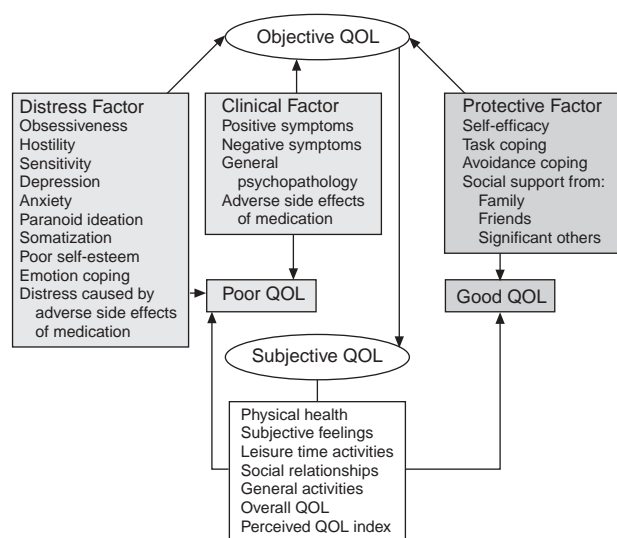 Objective QOL
Distress Factor
Obsessiveness
Hostility
Sensitivity
Depression
Anxiety
Paranoid ideation
Somatization
Poor self-esteem
Emotion coping
Distress caused by
adverse side effects
of medication
Clinical Factor
Positive symptoms
Negative symptoms
General
psychopathology
Adverse side effects
of medication
Protective Factor
Self-efficacy
Task coping
Avoidance coping
Social support from:
Family
Friends
Significant others
Poor QOL
Good QOL
Subjective QOL
Physical health
Subjective feelings
Leisure time activities
Social relationships
General activities
Overall QOL
Perceived QOL index